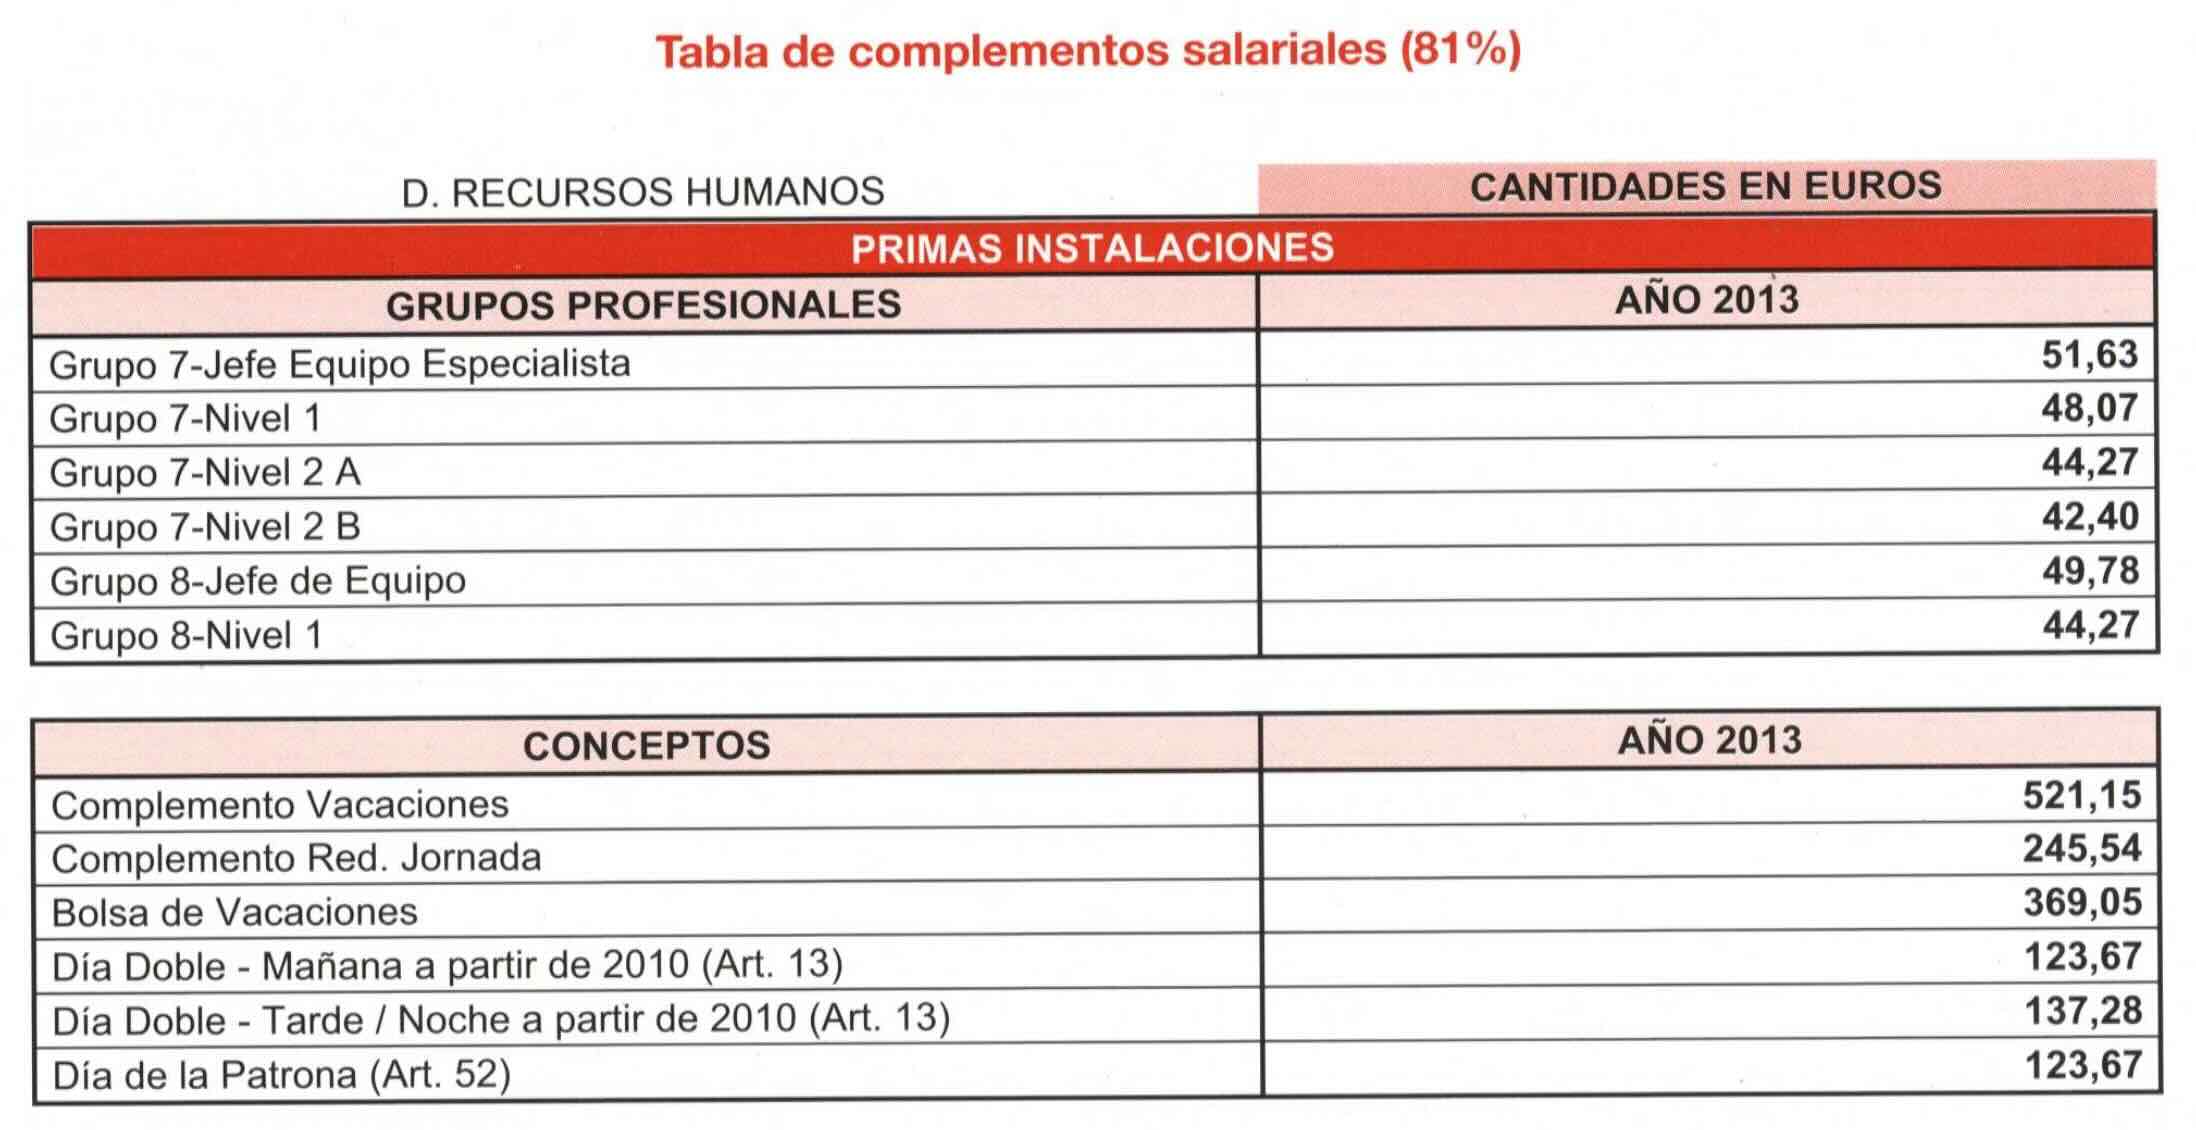 Tabla de complementos salariales (81%)
D. RECURSOS HUMANOS CANTIDADES EN EUROS
PRIMAS INSTALACIONES
GRUPOS PROFESIONALES AÑO 2013
Grupo 7-Jefe Equipo Especialista 51,63
Grupo 7-Nivel 1 48,07
Grupo 7-Nivel 2 A 44,27
Grupo 7-Nivel 2 B 42,40
Grupo 8-Jefe de Equipo 49,78
Grupo 8-Nivel 1 44,27
CONCEPTOS AÑO 2013
Complemento Vacaciones 521,15
Complemento Red. Jornada 245,54
Bolsa de Vacaciones 369,05
Día Doble - Mañana a partir de 2010 (Art. 13) 123,67
Día Doble - Tarde / Noche a partir de 2010 (Art. 13) 137,28
Día de la Patrona (Art. 52) 123,67